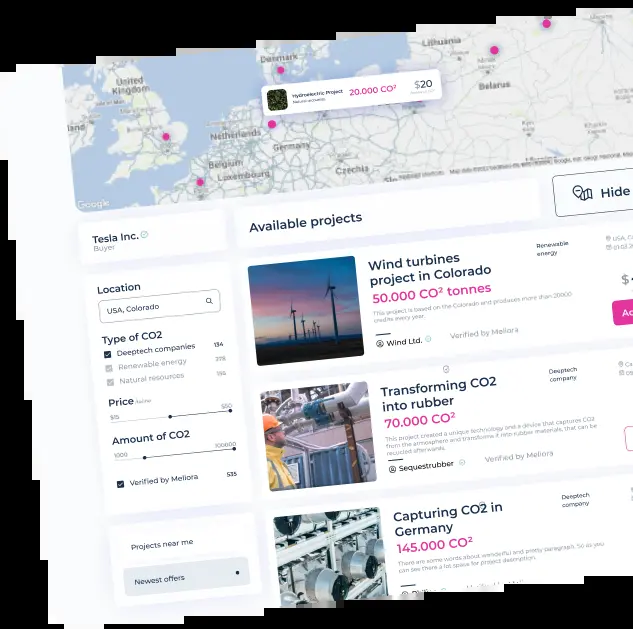 Denmark
Lithuania
United
Kingdom
Hydroelectric Project
20.000 CO²
$20
Belarus
Netherlands
Belgium
Luxembourg
Germany
Czechia
Google
Tesla Inc.
Buyer
Available projects
Hide
Location
USA, Colorado
Type of CO2
Deeptech companies 134
Renewable energy
Natural resources
Price
$15 $50
Amount of CO2
1000 100000
Verified by Meliora 535
Projects near me
Newest offers
Wind turbines
project in Colorado
50.000 CO² tonnes
This project is based on the Colorado and produces more than 20000
credits every year.
Wind Ltd.
Verified by Meliora
Renewable
energy
Transforming CO2
into rubber
70.000 CO²
This project created a unique technology and a device that captures CO2
from the atmosphere and transforms it into rubber materials, that can be
recycled afterwards.
Sequestrubber
Verified by Meliora
Deeptech
company
Capturing CO2 in
Germany
145.000 CO²
There are some words about wonderful and pretty paragraph. So as you
can see there a lot space for project description.
Deeptech
company